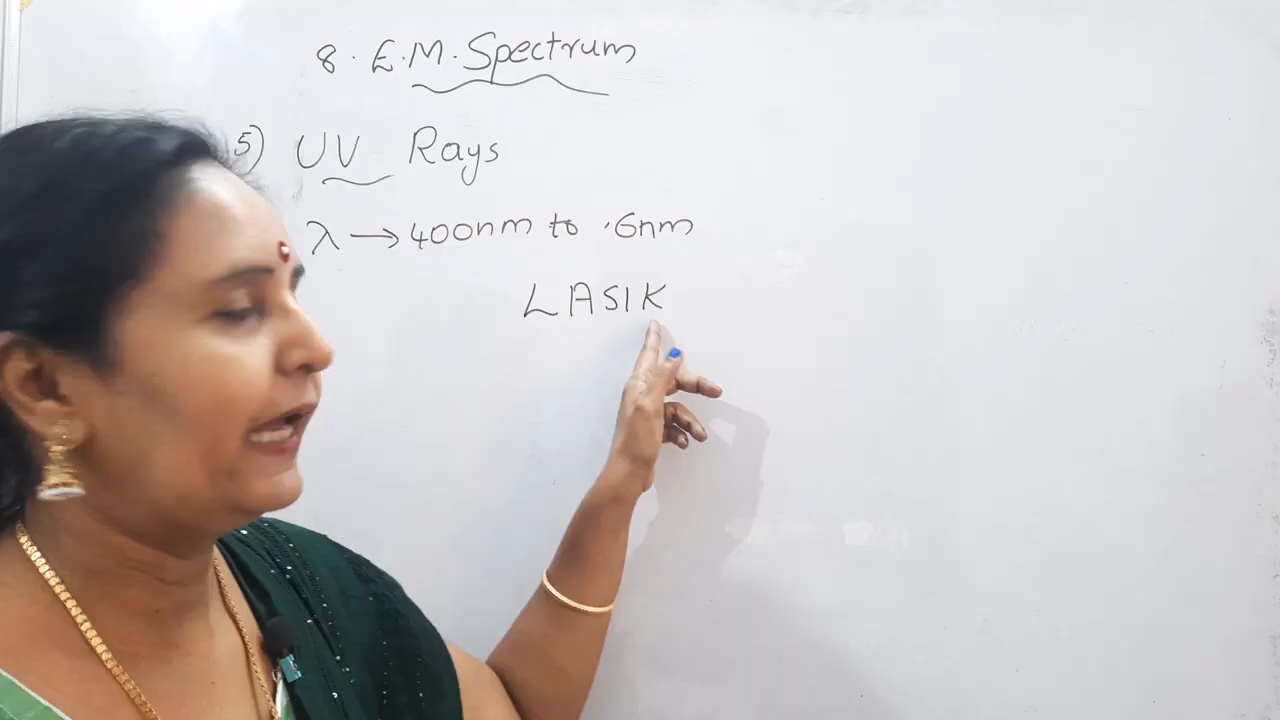 8. E.M. Spectrum
5) UV Rays
λ → 400nm to .6nm
LASIK